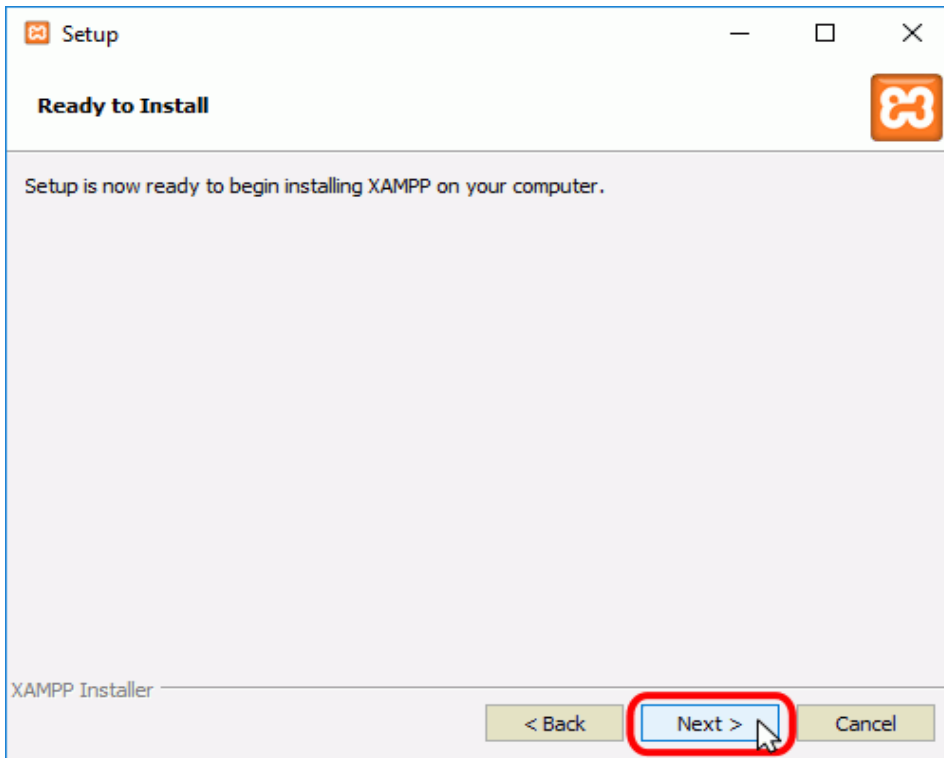 Setup
Ready to Install
Setup is now ready to begin installing XAMPP on your computer.
XAMPP Installer
< Back Next > Cancel